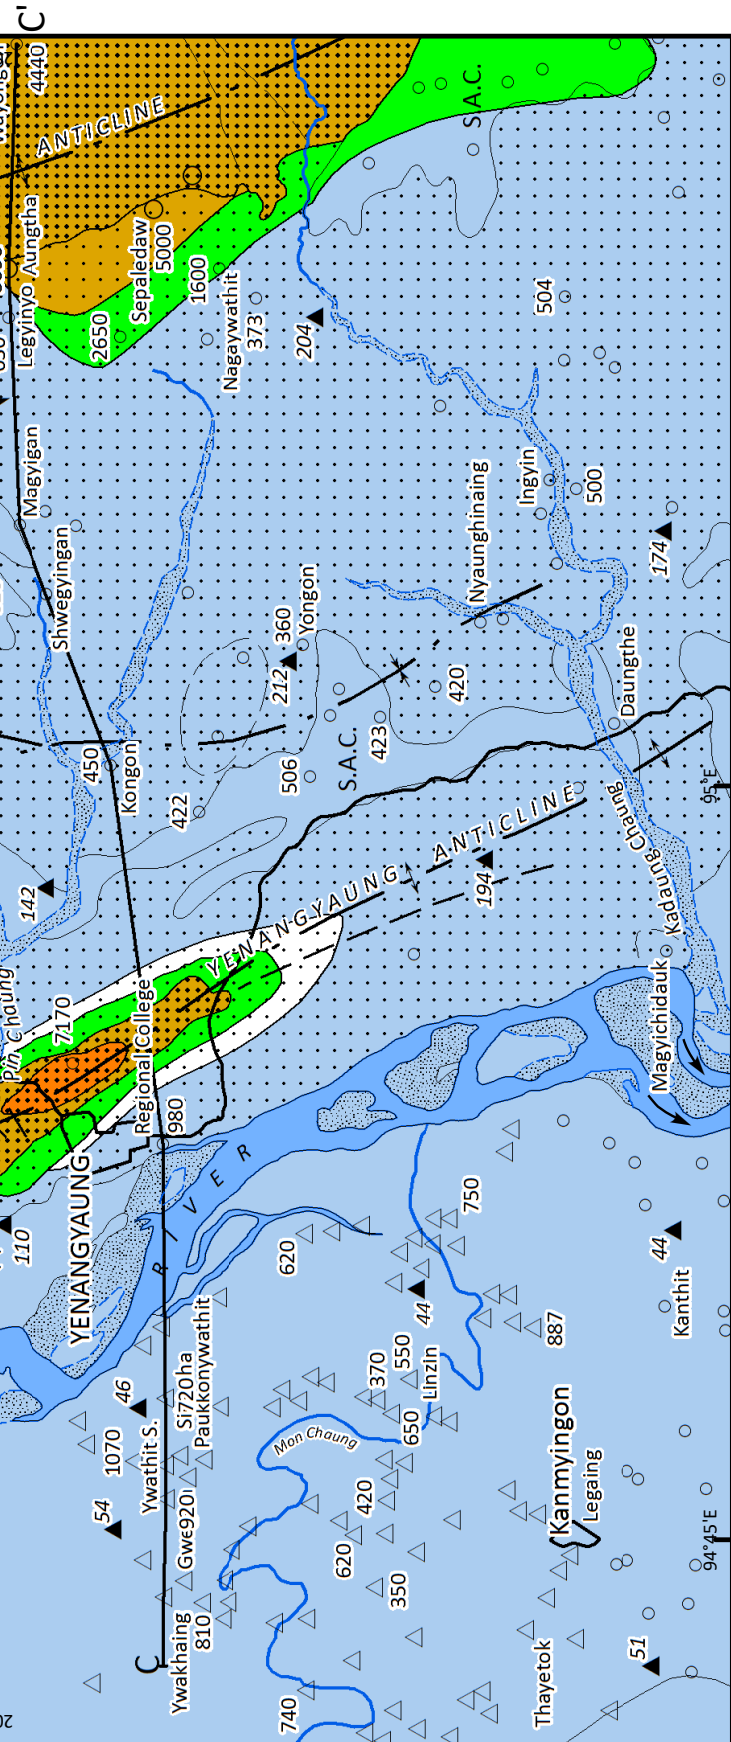 C'
4440
ANTICLINE
S.A.C.
Legyinyo
Aungtha
Sepaledaw
5000
2650
1600
Nagaywathit
373
204
504
Magyigan
Shwegyingan
Nyaunghinaing
Ingyin
500
174
360
Yongon
212
420
Daungthe
450
Kongon
S.A.C.
423
506
422
95°E
142
YENANGYAUNG ANTICLINE
194
Kadaung Chaung
Pin Chaung
7170
Regional College
980
Magyichidauk
YENANGYAUNG
110
RIVER
620
750
44
44
Kanthit
887
46
1070
Ywathit S.
720
Paukkonywathit
370
550
Linzin
650
Mon Chaung
54
920
420
620
350
Kanmyingon
Legaing
94°45'E
C
Ywakhaing
810
740
Thayetok
51
20